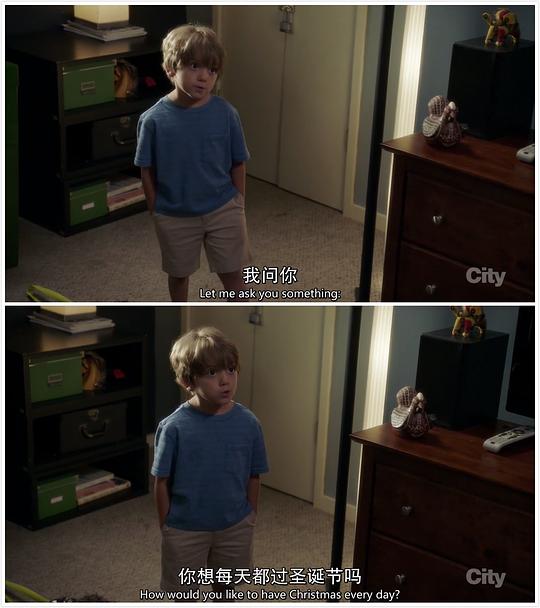 City
我问你
Let me ask you something:
City
你想每天都过圣诞节吗
How would you like to have Christmas every day?